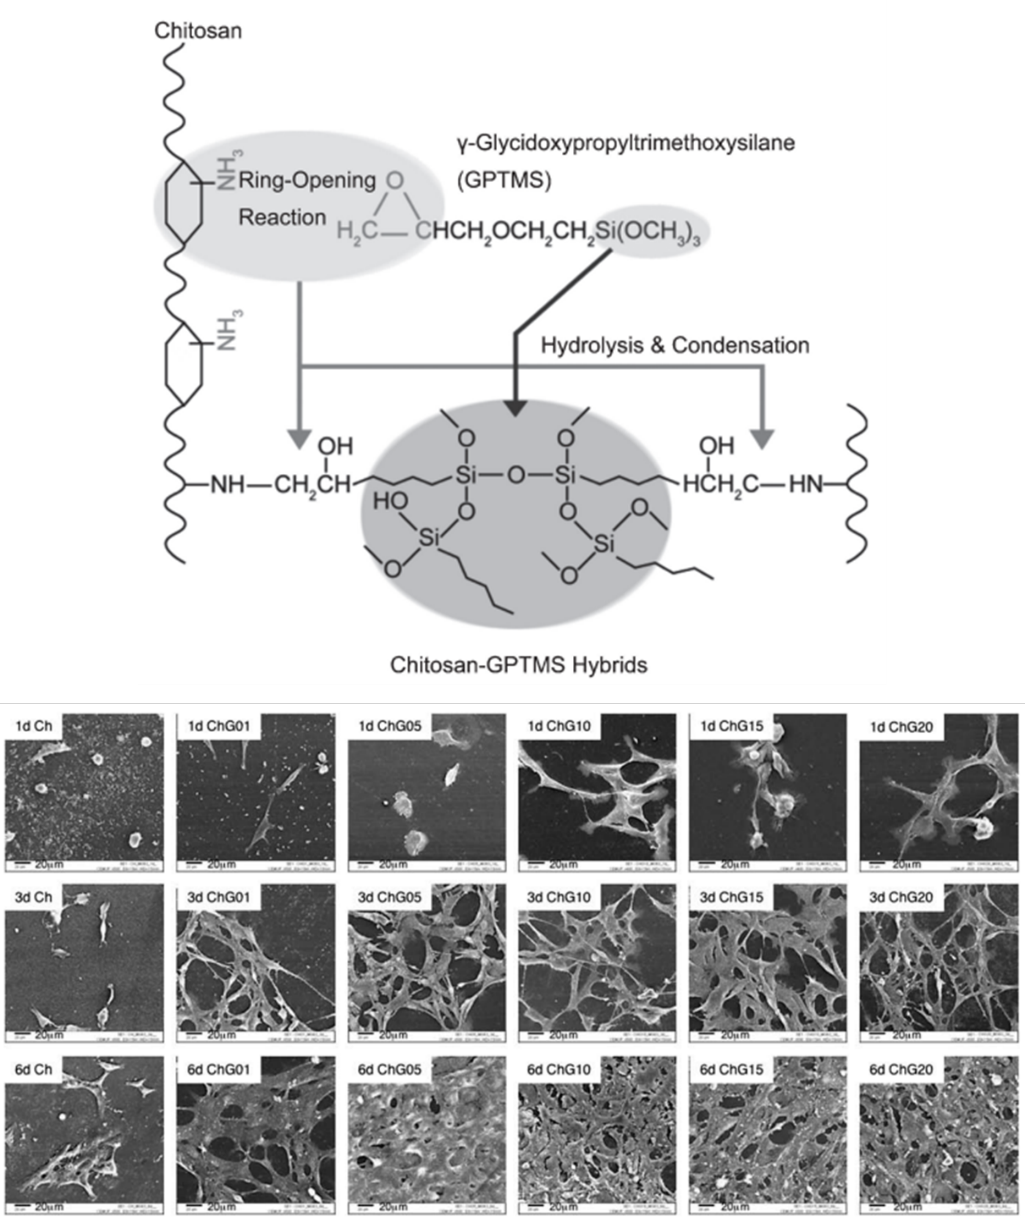 Chitosan
γ-Glycidoxypropyltrimethoxysilane
(GPTMS)
NH3
Ring-Opening
Reaction
O
H2C—CHCH2OCH2CH2Si(OCH3)3
NH3
Hydrolysis & Condensation
O O
OH OH
NH—CH2CH Si—O—Si HCH2C—HN
HO O O O
Si Si
O O
Chitosan-GPTMS Hybrids
1d Ch 1d ChG01 1d ChG05 1d ChG10 1d ChG15 1d ChG20
20μm 20μm 20μm 20μm 20μm 20μm
3d Ch 3d ChG01 3d ChG05 3d ChG10 3d ChG15 3d ChG20
20μm 20μm 20μm 20μm 20μm 20μm
6d Ch 6d ChG01 6d ChG05 6d ChG10 6d ChG15 6d ChG20
20μm 20μm 20μm 20μm 20μm 20μm